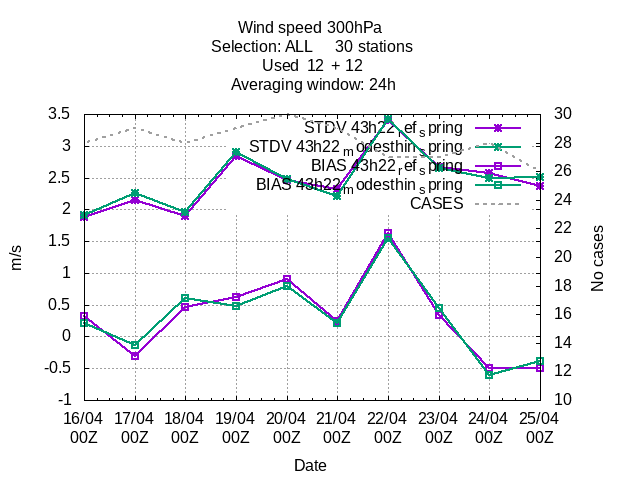 Wind speed 300hPa
Selection: ALL 30 stations
Used 12 + 12
Averaging window: 24h
3.5
3
2.5
2
1.5
1
0.5
0
-0.5
-1
m/s
30
28
26
24
22
20
18
16
14
12
10
No cases
STDV 43h22_ref_spring
STDV 43h22_modesthin_spring
BIAS 43h22_ref_spring
BIAS 43h22_modesthin_spring
CASES
16/04 17/04 18/04 19/04 20/04 21/04 22/04 23/04 24/04 25/04
00Z 00Z 00Z 00Z 00Z 00Z 00Z 00Z 00Z 00Z
Date